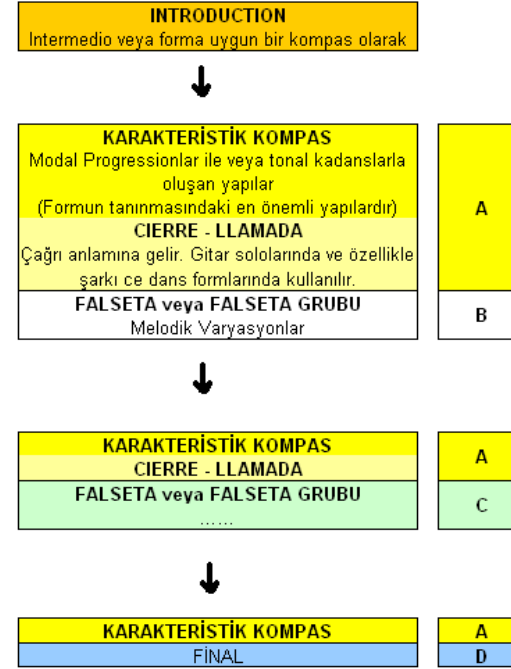 INTRODUCTION
Intermedio veya forma uygun bir kompas olarak
KARAKTERİSTİK KOMPAS
Modal Progressionlar ile veya tonal kadanslarla
oluşan yapılar
(Formun tanınmasındaki en önemli yapılardır)
CIERRE - LLAMADA
Çağrı anlamına gelir. Gitar sololarında ve özellikle
şarkı ce dans formlarında kullanılır.
A
FALSETA veya FALSETA GRUBU
Melodik Varyasyonlar
B
KARAKTERİSTİK KOMPAS
CIERRE - LLAMADA
A
FALSETA veya FALSETA GRUBU
......
C
KARAKTERİSTİK KOMPAS
A
FİNAL
D